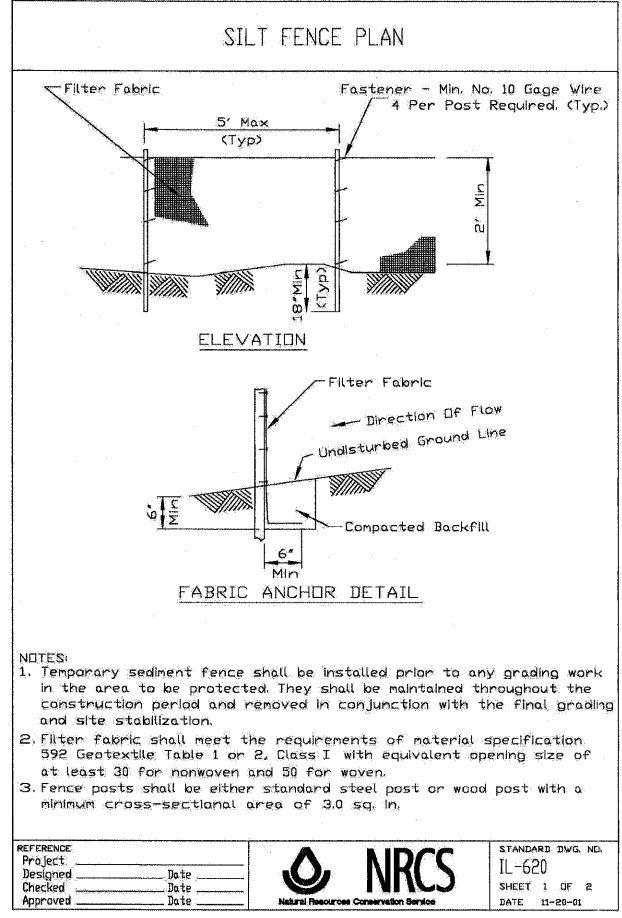 SILT FENCE PLAN
Filter Fabric
Fastener - Min. No. 10 Gage Wire
4 Per Post Required. (Typ.)
5' Max
(Typ)
2' Min
18" Min
(Typ)
ELEVATION
Filter Fabric
Direction Of Flow
Undisturbed Ground Line
6"
Min
Compacted Backfill
6"
Min
FABRIC ANCHOR DETAIL
NOTES:
1. Temporary sediment fence shall be installed prior to any grading work
in the area to be protected. They shall be maintained throughout the
construction period and removed in conjunction with the final grading
and site stabilization.
2. Filter fabric shall meet the requirements of material specification
592 Geotextile Table 1 or 2, Class I with equivalent opening size of
at least 30 for nonwoven and 50 for woven.
3. Fence posts shall be either standard steel post or wood post with a
minimum cross-sectional area of 3.0 sq. in.
REFERENCE
Project
Designed Date
Checked Date
Approved Date
NRCS
Natural Resources Conservation Service
STANDARD DWG. NO.
IL-620
SHEET 1 OF 2
DATE 11-20-01